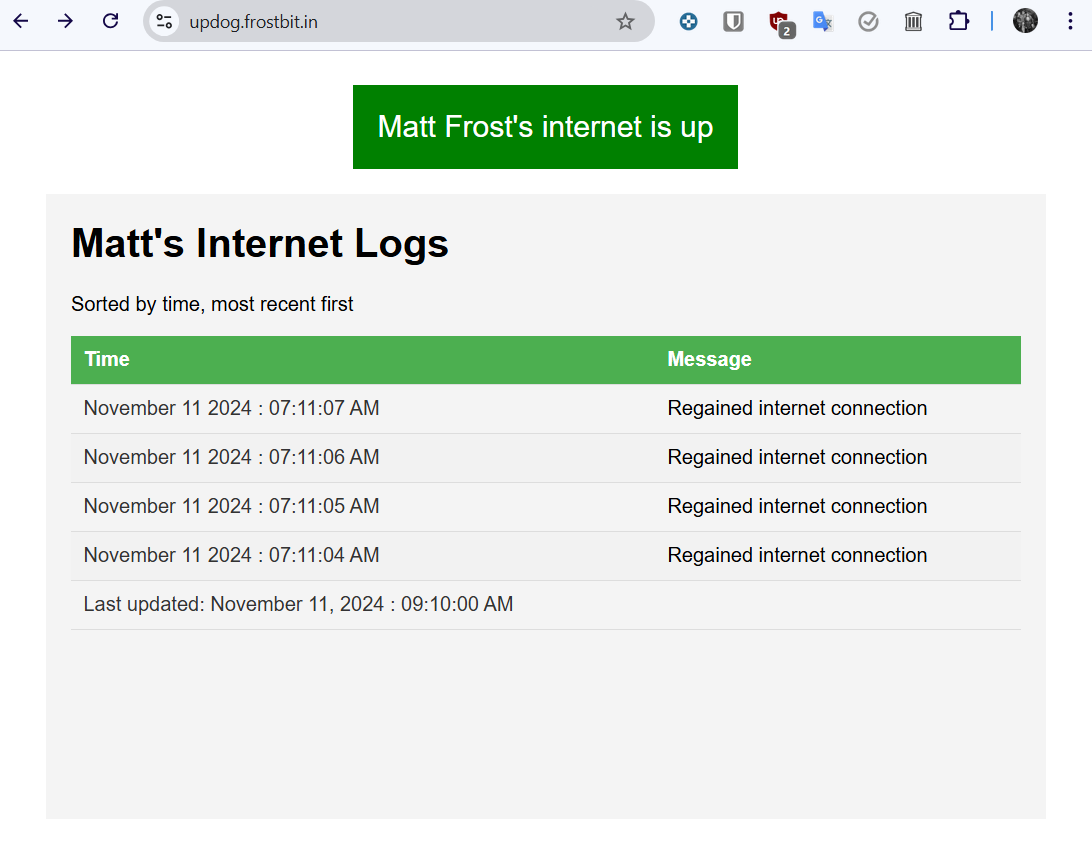 updog.frostbit.in
2
Matt Frost's internet is up
Matt's Internet Logs
Sorted by time, most recent first
Time Message
November 11 2024 : 07:11:07 AM Regained internet connection
November 11 2024 : 07:11:06 AM Regained internet connection
November 11 2024 : 07:11:05 AM Regained internet connection
November 11 2024 : 07:11:04 AM Regained internet connection
Last updated: November 11, 2024 : 09:10:00 AM